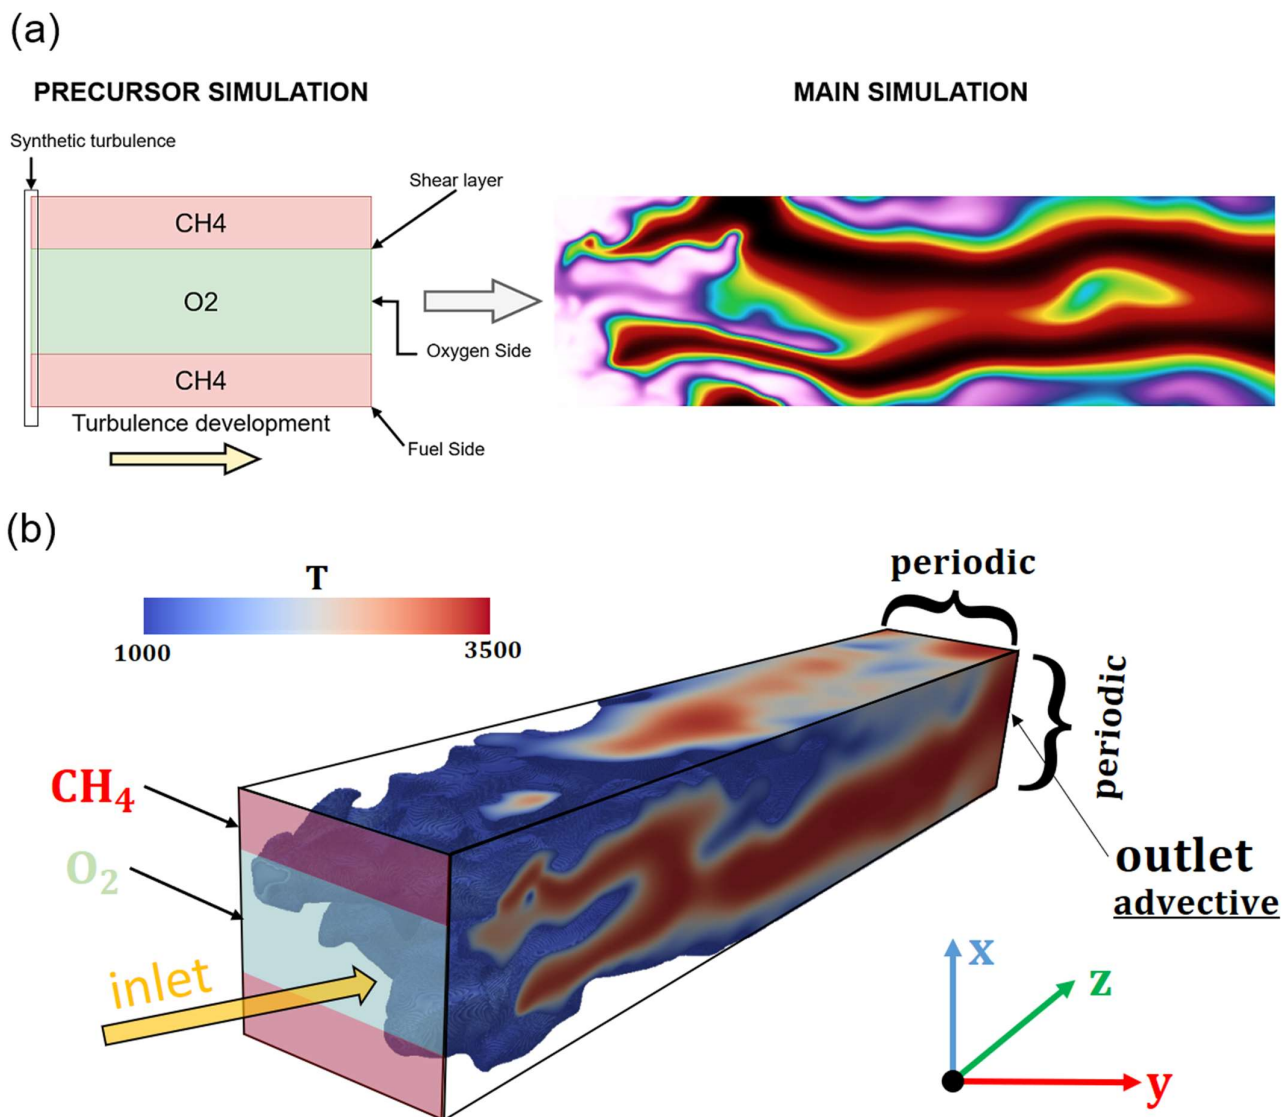 (a)
PRECURSOR SIMULATION
MAIN SIMULATION
Synthetic turbulence
Shear layer
CH4
O2
Oxygen Side
CH4
Turbulence development
Fuel Side
(b)
T
1000
3500
periodic
periodic
CH₄
O₂
inlet
outlet
advective
x
z
y